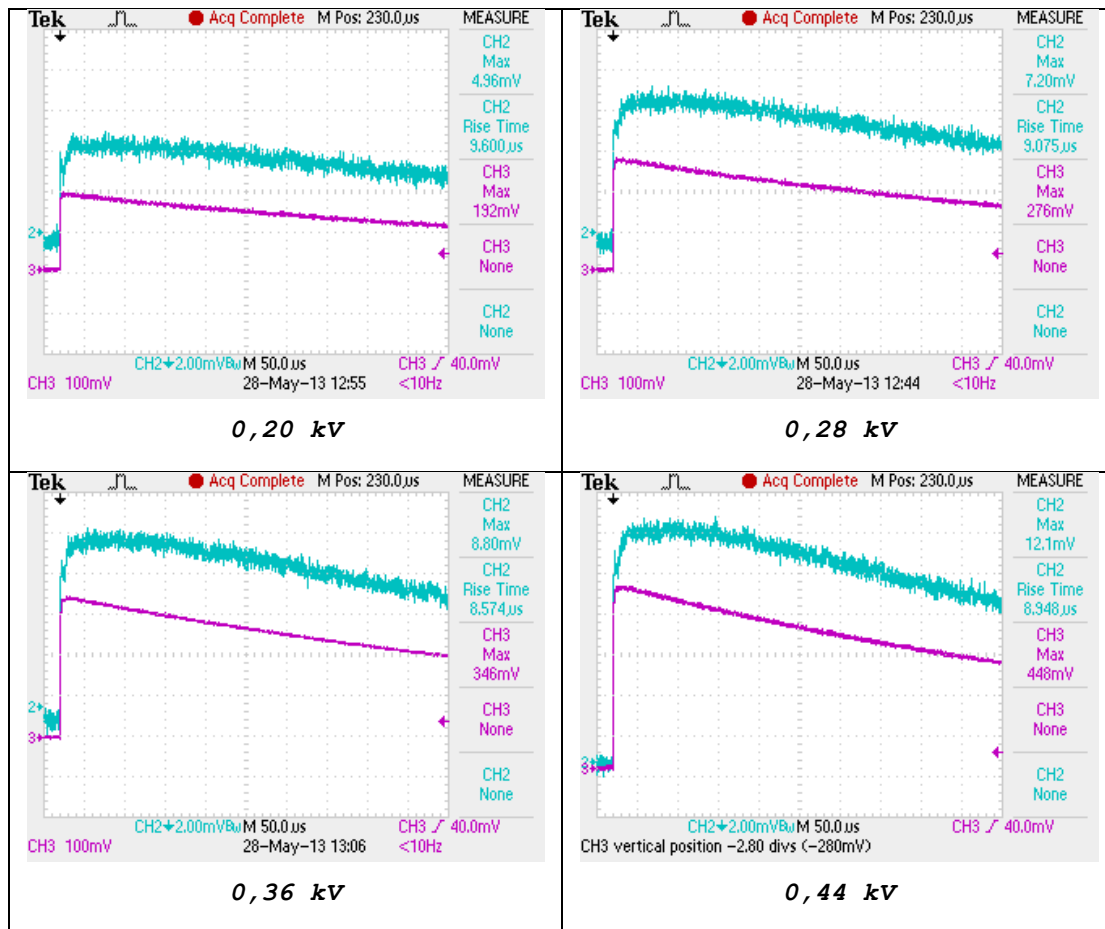 Tek Acq Complete M Pos: 230.0µs MEASURE
CH2
Max
4.96mV
CH2
Rise Time
9.600µs
CH3
Max
192mV
CH3
None
CH2
None
2
3
CH2 2.00mVBw M 50.0µs CH3 40.0mV
CH3 100mV 28-May-13 12:55 <10Hz
0,20 kV
Tek Acq Complete M Pos: 230.0µs MEASURE
CH2
Max
7.20mV
CH2
Rise Time
9.075µs
CH3
Max
276mV
CH3
None
CH2
None
2
3
CH2 2.00mVBw M 50.0µs CH3 40.0mV
CH3 100mV 28-May-13 12:44 <10Hz
0,28 kV
Tek Acq Complete M Pos: 230.0µs MEASURE
CH2
Max
8.80mV
CH2
Rise Time
8.574µs
CH3
Max
346mV
CH3
None
CH2
None
2
3
CH2 2.00mVBw M 50.0µs CH3 40.0mV
CH3 100mV 28-May-13 13:06 <10Hz
0,36 kV
Tek Acq Complete M Pos: 230.0µs MEASURE
CH2
Max
12.1mV
CH2
Rise Time
8.948µs
CH3
Max
448mV
CH3
None
CH2
None
3
CH2 2.00mVBw M 50.0µs CH3 40.0mV
CH3 vertical position -2.80 divs (-280mV)
0,44 kV